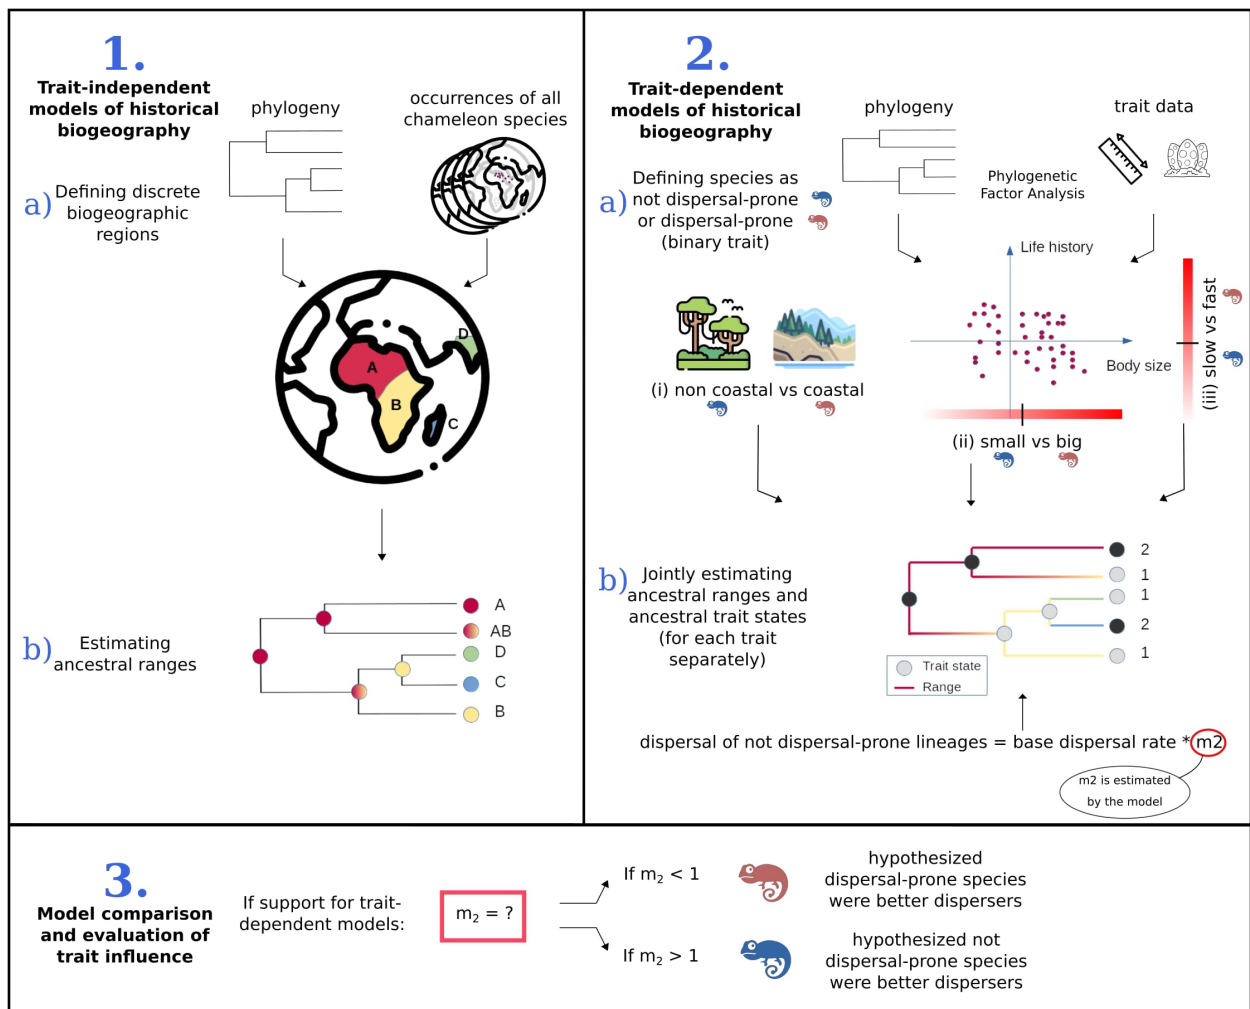 1.
Trait-independent
models of historical
biogeography
phylogeny
occurrences of all
chameleon species
a)
Defining discrete
biogeographic
regions
A
B
C
D
b)
Estimating
ancestral ranges
A
AB
D
C
B
2.
Trait-dependent
models of historical
biogeography
phylogeny
trait data
a)
Defining species as
not dispersal-prone
or dispersal-prone
(binary trait)
Phylogenetic
Factor Analysis
Life history
Body size
(i) non coastal vs coastal
(ii) small vs big
(iii) slow vs fast
b)
Jointly estimating
ancestral ranges and
ancestral trait states
(for each trait
separately)
2
1
1
2
1
Trait state
Range
dispersal of not dispersal-prone lineages = base dispersal rate * m2
m2 is estimated
by the model
3.
Model comparison
and evaluation of
trait influence
If support for trait-
dependent models:
m₂ = ?
If m₂ < 1
hypothesized
dispersal-prone species
were better dispersers
If m₂ > 1
hypothesized not
dispersal-prone species
were better dispersers